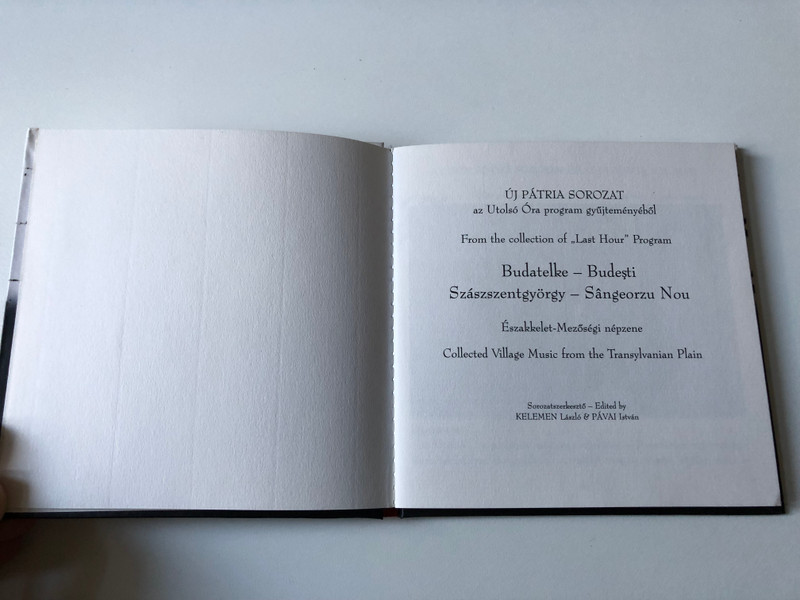 ÚJ PÁTRIA SOROZAT
az Utolsó Óra program gyűjteményéből
From the collection of „Last Hour” Program
Budatelke – Budeşti
Szászszentgyörgy – Sângeorzu Nou
Északkelet-Mezőségi népzene
Collected Village Music from the Transylvanian Plain
Sorozatszerkesztő – Edited by
KELEMEN László & PÁVAI István